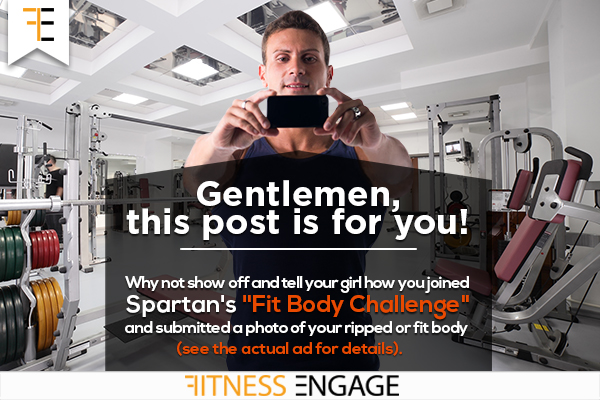 FE
Gentlemen,
this post is for you!
Why not show off and tell your girl how you joined
Spartan's "Fit Body Challenge"
and submitted a photo of your ripped or fit body
(see the actual ad for details).
FITNESS ENGAGE